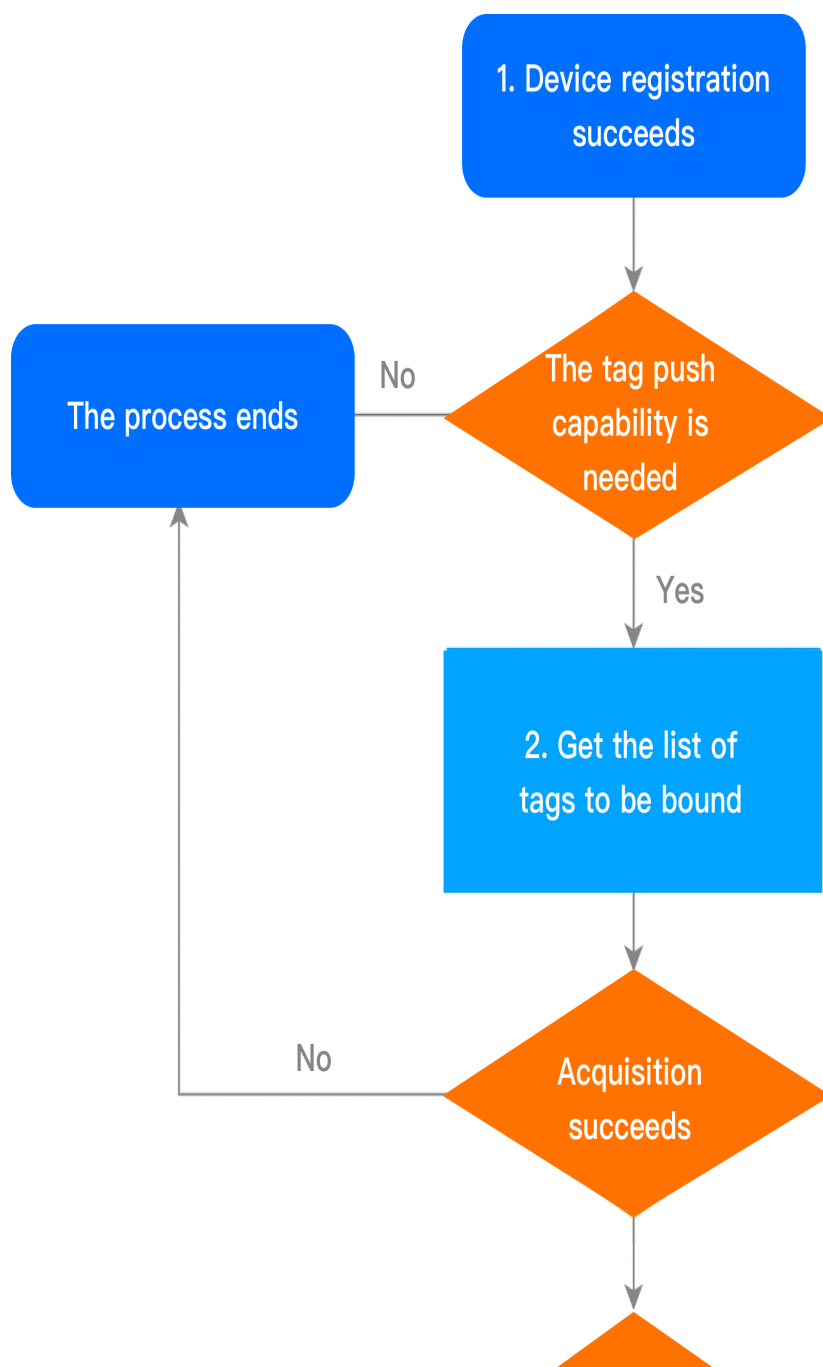 1. Device registration
succeeds
No
The tag push
capability is
needed
The process ends
Yes
2. Get the list of
tags to be bound
No
Acquisition
succeeds